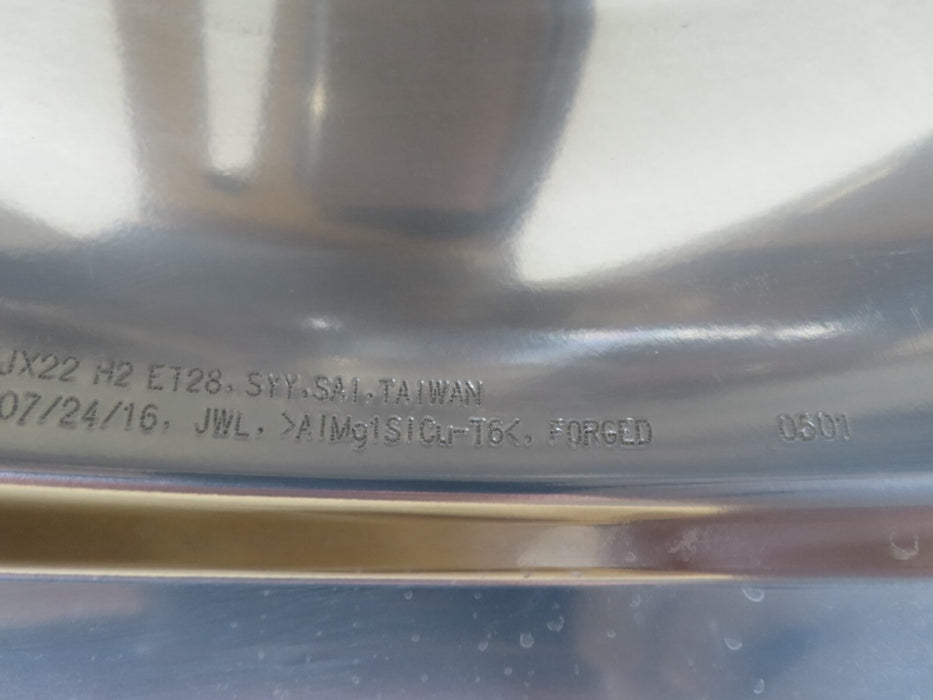 JX22 H2 ET28, SYY,SAI,TAIWAN
07/24/16, JWL, >AlMg1SiCu-T6<, FORGED 0501